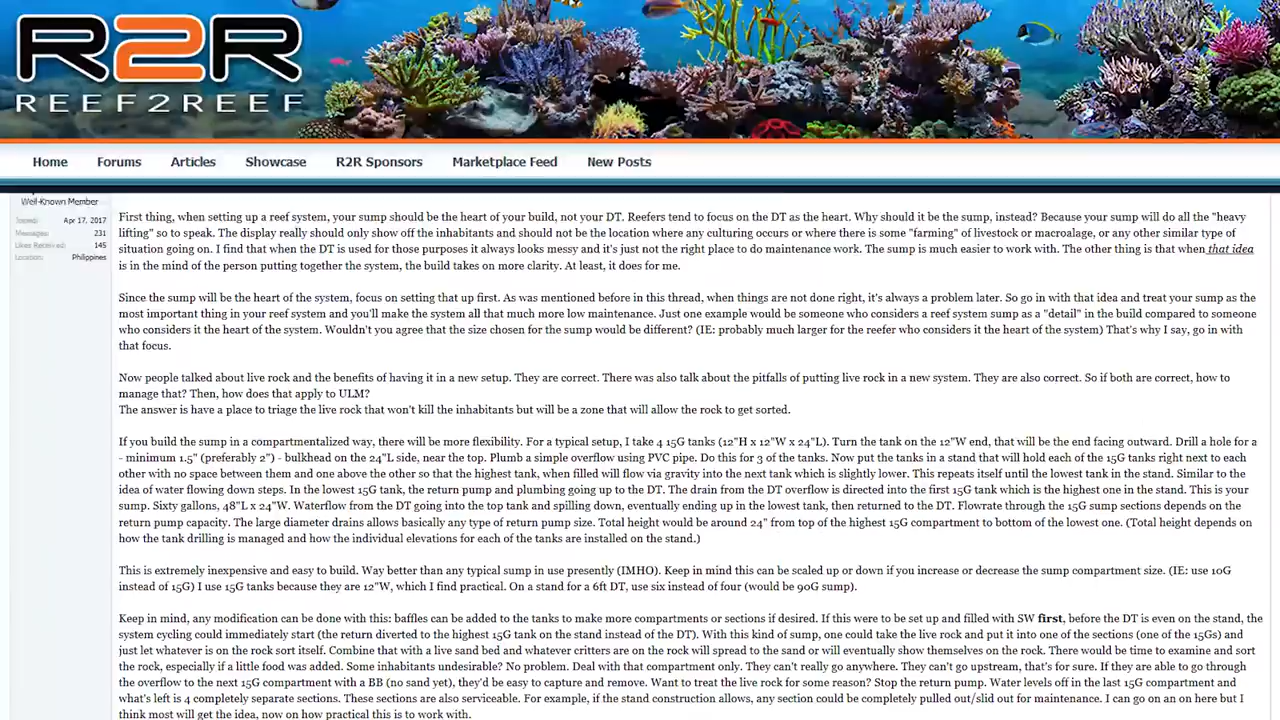 R2R
REEF2REEF
Home Forums Articles Showcase R2R Sponsors Marketplace Feed New Posts
Well-Known Member
Joined: Apr 17, 2017
Messages: 231
Likes Received: 145
Location: Philippines
First thing, when setting up a reef system, your sump should be the heart of your build, not your DT. Reefers tend to focus on the DT as the heart. Why should it be the sump, instead? Because your sump will do all the "heavy
lifting" so to speak. The display really should only show off the inhabitants and should not be the location where any culturing occurs or where there is some "farming" of livestock or macroalage, or any other similar type of
situation going on. I find that when the DT is used for those purposes it always looks messy and it's just not the right place to do maintenance work. The sump is much easier to work with. The other thing is that when that idea
is in the mind of the person putting together the system, the build takes on more clarity. At least, it does for me.
Since the sump will be the heart of the system, focus on setting that up first. As was mentioned before in this thread, when things are not done right, it's always a problem later. So go in with that idea and treat your sump as the
most important thing in your reef system and you'll make the system all that much more low maintenance. Just one example would be someone who considers a reef system sump as a "detail" in the build compared to someone
who considers it the heart of the system. Wouldn't you agree that the size chosen for the sump would be different? (IE: probably much larger for the reefer who considers it the heart of the system) That's why I say, go in with
that focus.
Now people talked about live rock and the benefits of having it in a new setup. They are correct. There was also talk about the pitfalls of putting live rock in a new system. They are also correct. So if both are correct, how to
manage that? Then, how does that apply to ULM?
The answer is have a place to triage the live rock that won't kill the inhabitants but will be a zone that will allow the rock to get sorted.
If you build the sump in a compartmentalized way, there will be more flexibility. For a typical setup, I take 4 15G tanks (12"H x 12"W x 24"L). Turn the tank on the 12"W end, that will be the end facing outward. Drill a hole for a
- minimum 1.5" (preferably 2") - bulkhead on the 24"L side, near the top. Plumb a simple overflow using PVC pipe. Do this for 3 of the tanks. Now put the tanks in a stand that will hold each of the 15G tanks right next to each
other with no space between them and one above the other so that the highest tank, when filled will flow via gravity into the next tank which is slightly lower. This repeats itself until the lowest tank in the stand. Similar to the
idea of water flowing down steps. In the lowest 15G tank, the return pump and plumbing going up to the DT. The drain from the DT overflow is directed into the first 15G tank which is the highest one in the stand. This is your
sump. Sixty gallons, 48"L x 24"W. Waterflow from the DT going into the top tank and spilling down, eventually ending up in the lowest tank, then returned to the DT. Flowrate through the 15G sump sections depends on the
return pump capacity. The large diameter drains allows basically any type of return pump size. Total height would be around 24" from top of the highest 15G compartment to bottom of the lowest one. (Total height depends on
how the tank drilling is managed and how the individual elevations for each of the tanks are installed on the stand.)
This is extremely inexpensive and easy to build. Way better than any typical sump in use presently (IMHO). Keep in mind this can be scaled up or down if you increase or decrease the sump compartment size. (IE: use 10G
instead of 15G) I use 15G tanks because they are 12"W, which I find practical. On a stand for a 6ft DT, use six instead of four (would be 90G sump).
Keep in mind, any modification can be done with this: baffles can be added to the tanks to make more compartments or sections if desired. If this were to be set up and filled with SW first, before the DT is even on the stand, the
system cycling could immediately start (the return diverted to the highest 15G tank on the stand instead of the DT). With this kind of sump, one could take the live rock and put it into one of the sections (one of the 15Gs) and
just let whatever is on the rock sort itself. Combine that with a live sand bed and whatever critters are on the rock will spread to the sand or will eventually show themselves on the rock. There would be time to examine and sort
the rock, especially if a little food was added. Some inhabitants undesirable? No problem. Deal with that compartment only. They can't really go anywhere. They can't go upstream, that's for sure. If they are able to go through
the overflow to the next 15G compartment with a BB (no sand yet), they'd be easy to capture and remove. Want to treat the live rock for some reason? Stop the return pump. Water levels off in the last 15G compartment and
what's left is 4 completely separate sections. These sections are also serviceable. For example, if the stand construction allows, any section could be completely pulled out/slid out for maintenance. I can go on an on here but I
think most will get the idea, now on how practical this is to work with.